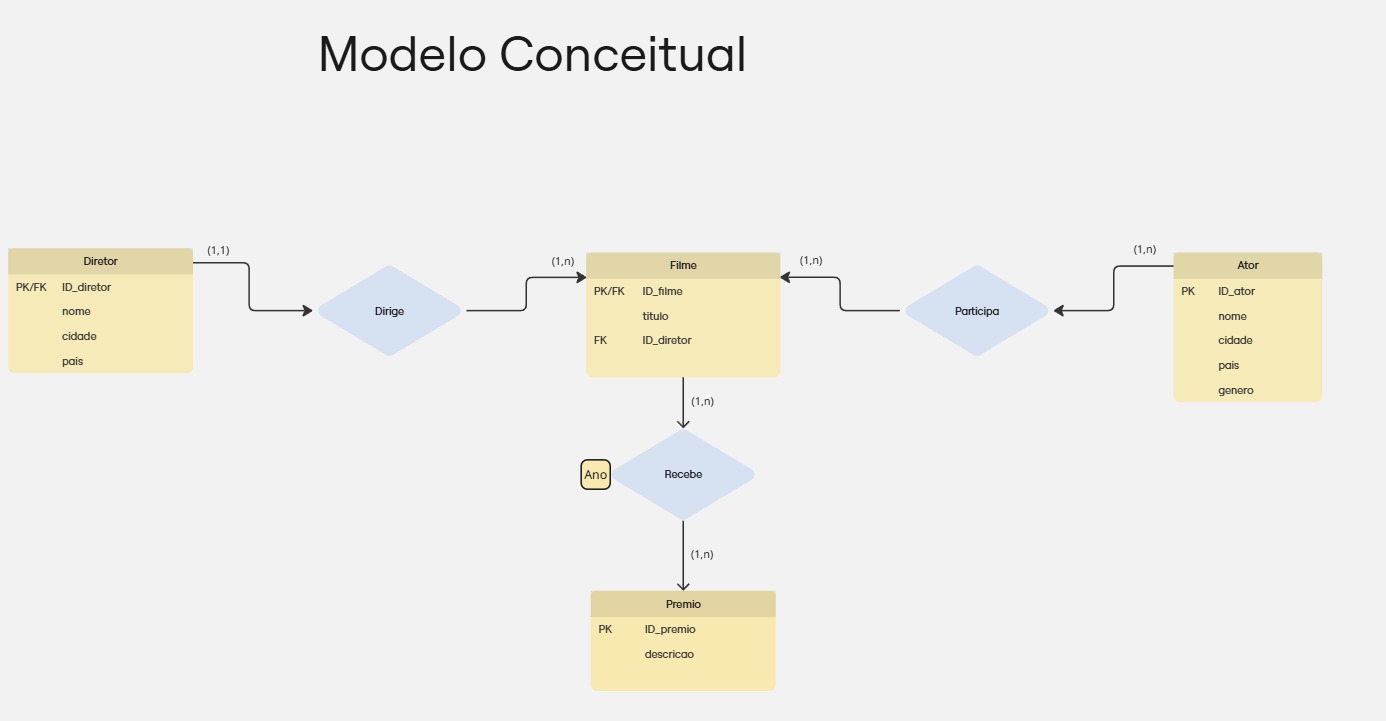 Modelo Conceitual
(1,1)
Diretor
PK/FK ID_diretor
nome
cidade
pais
Dirige
(1,n)
Filme
PK/FK ID_filme
titulo
FK ID_diretor
(1,n)
Participa
(1,n)
Ator
PK ID_ator
nome
cidade
pais
genero
(1,n)
Ano
Recebe
(1,n)
Premio
PK ID_premio
descricao